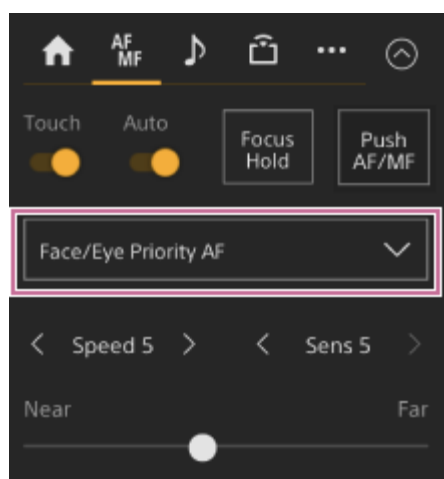 AF
MF
Touch
Auto
Focus
Hold
Push
AF/MF
Face/Eye Priority AF
Speed 5
Sens 5
Near
Far